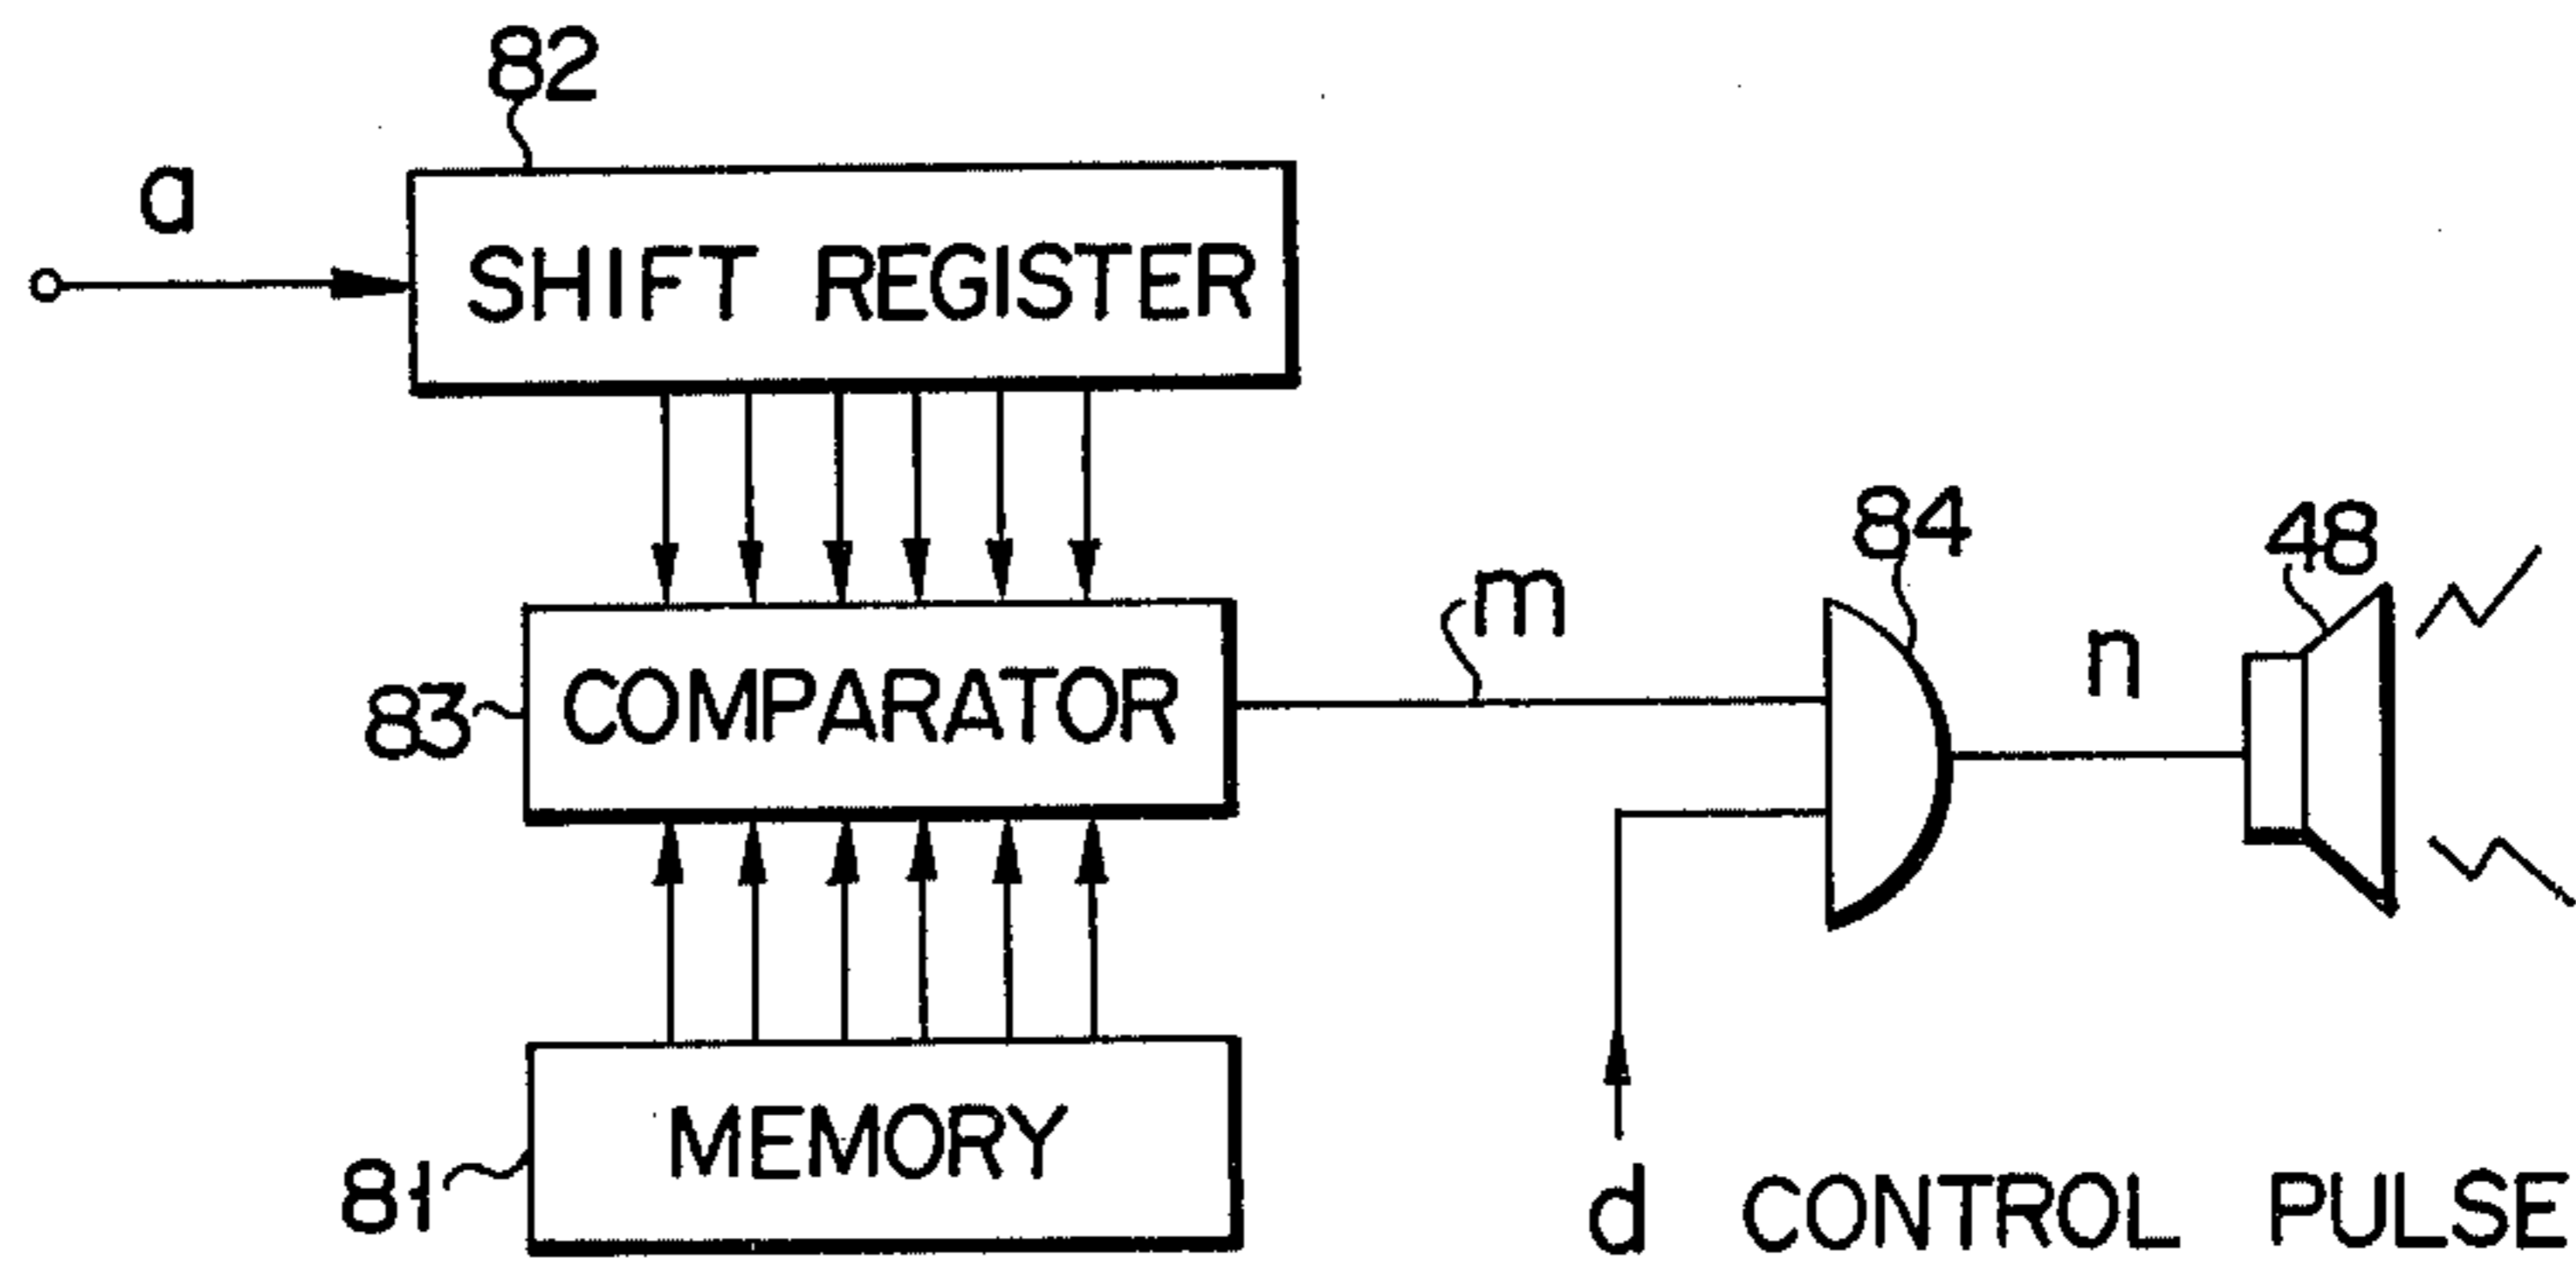 82
a
SHIFT REGISTER
84
48
m
n
83
COMPARATOR
MEMORY
81
d CONTROL PULSE